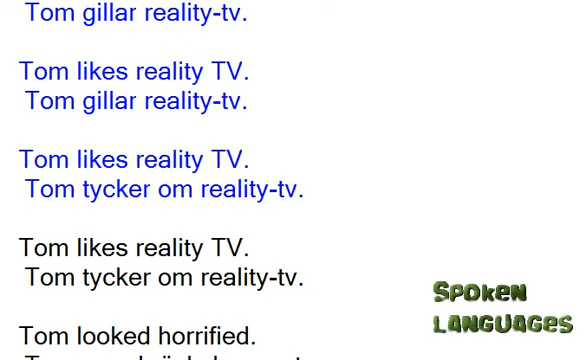 Tom gillar reality-tv.
Tom likes reality TV.
Tom gillar reality-tv.
Tom likes reality TV.
Tom tycker om reality-tv.
Tom likes reality TV.
Tom tycker om reality-tv.
Tom looked horrified.
Spoken
Languages